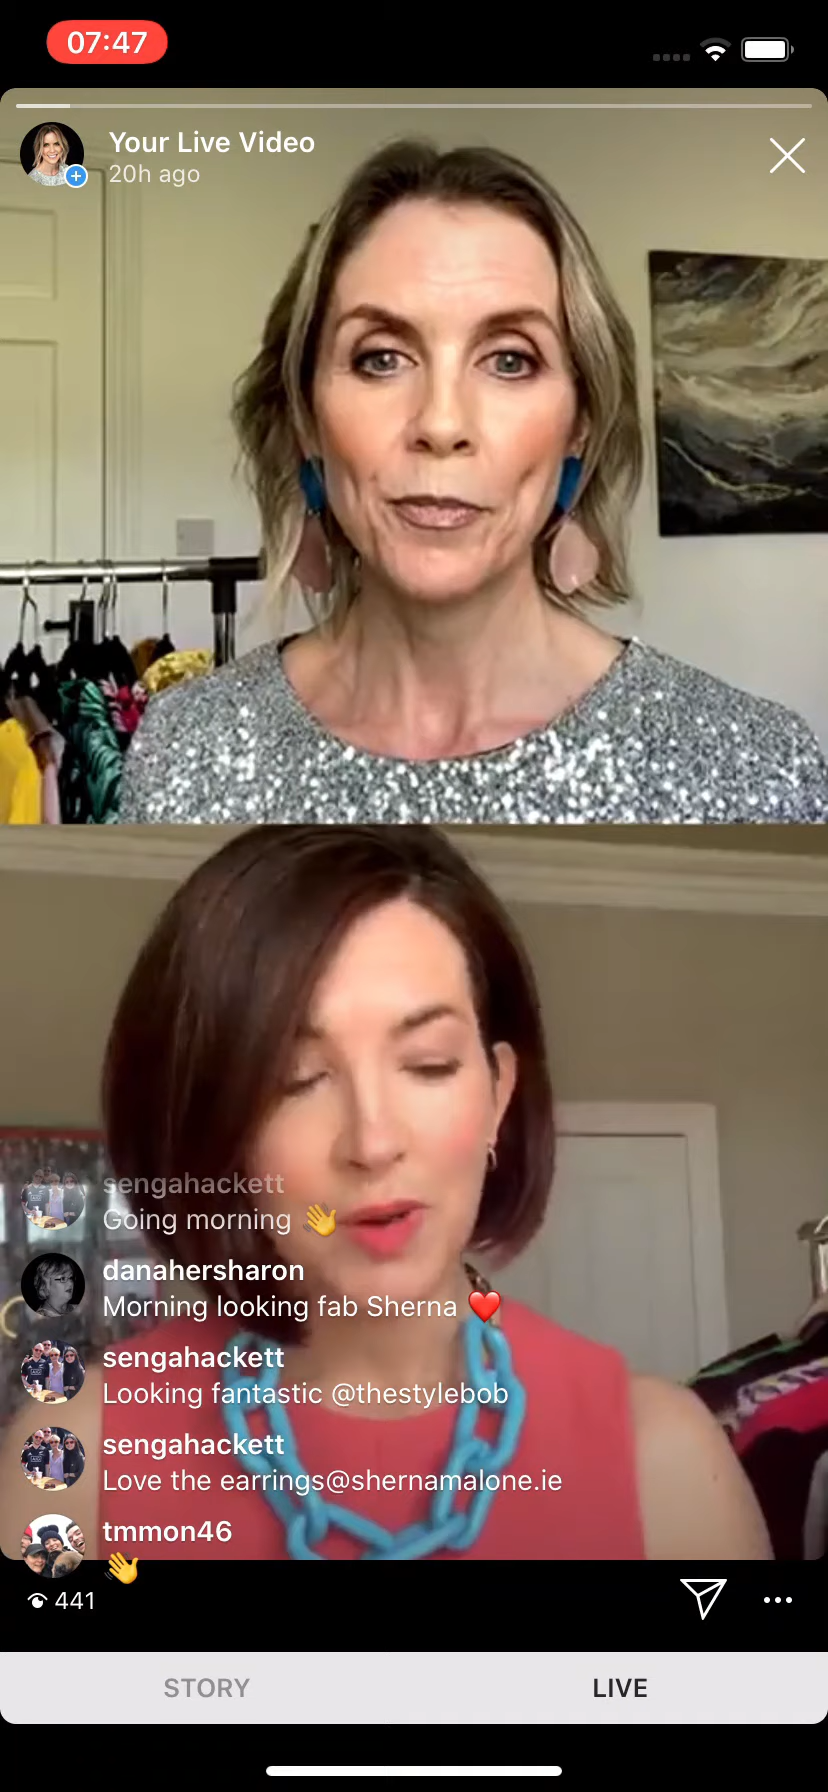 07:47
Your Live Video
20h ago
sengahackett
Going morning 👋
danahersharon
Morning looking fab Sherna ❤️
sengahackett
Looking fantastic @thestylebob
sengahackett
Love the earrings@shernamalone.ie
tmmon46
👋
441
STORY
LIVE